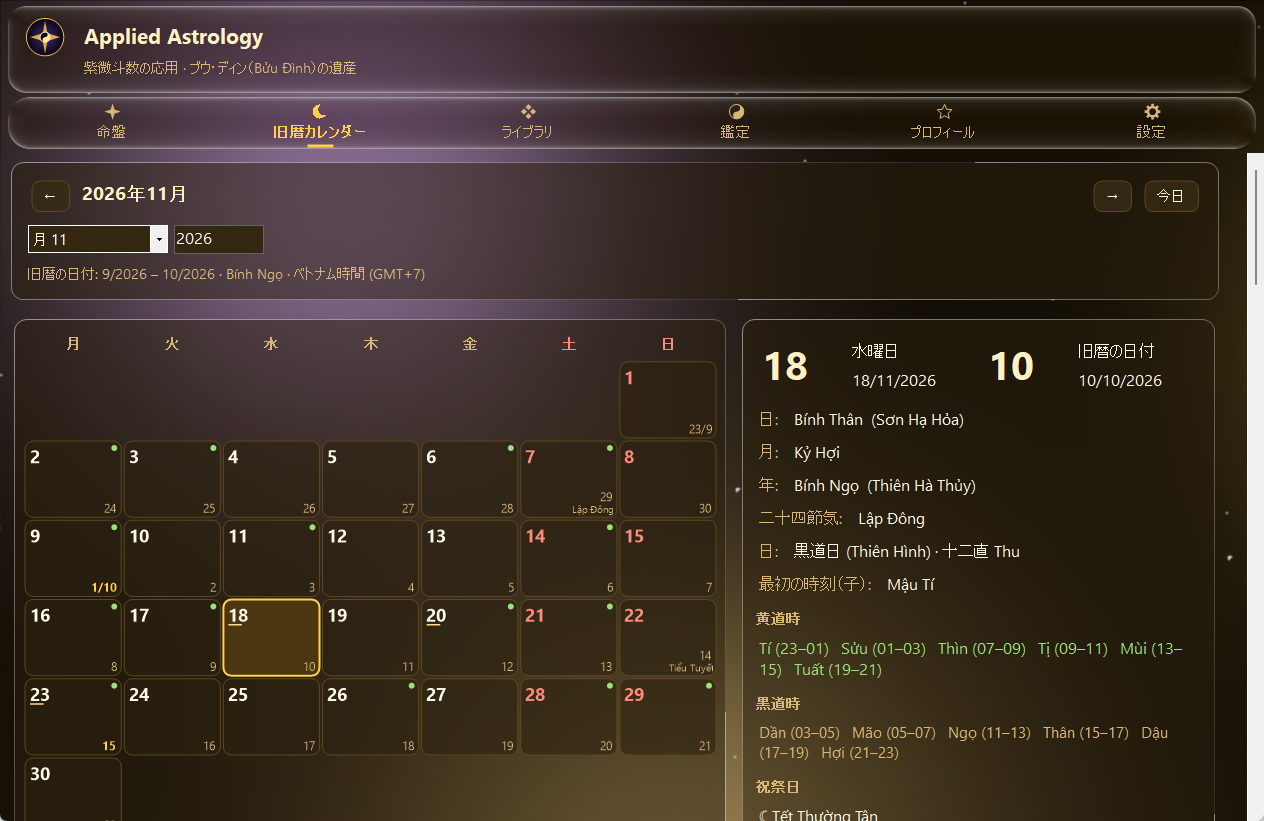 Applied Astrology
紫微斗数の応用 · ブウ·ディン(Bửu Đình)の遺産
命盤
旧暦カレンダー
ライブラリ
鑑定
プロフィール
設定
←
2026年11月
→
今日
月 11
2026
旧暦の日付: 9/2026 – 10/2026 · Bính Ngọ · ベトナム時間 (GMT+7)
月 火 水 木 金 土 日
1
23/9
2 3 4 5 6 7 8
24 25 26 27 28 29 30
Lập Đông
9 10 11 12 13 14 15
1/10 2 3 4 5 6 7
16 17 18 19 20 21 22
8 9 10 11 12 13 14
Tiểu Tuyết
23 24 25 26 27 28 29
15 16 17 18 19 20 21
30
18
水曜日
18/11/2026
10
旧暦の日付
10/10/2026
日: Bính Thân (Sơn Hạ Hỏa)
月: Kỷ Hợi
年: Bính Ngọ (Thiên Hà Thủy)
二十四節気: Lập Đông
日: 黒道日 (Thiên Hình) · 十二直 Thu
最初の時刻(子): Mậu Tí
黄道時
Tí (23–01) Sửu (01–03) Thìn (07–09) Tị (09–11) Mùi (13–
15) Tuất (19–21)
黒道時
Dần (03–05) Mão (05–07) Ngọ (11–13) Thân (15–17) Dậu
(17–19) Hợi (21–23)
祝祭日
☾ Tết Thường Tân